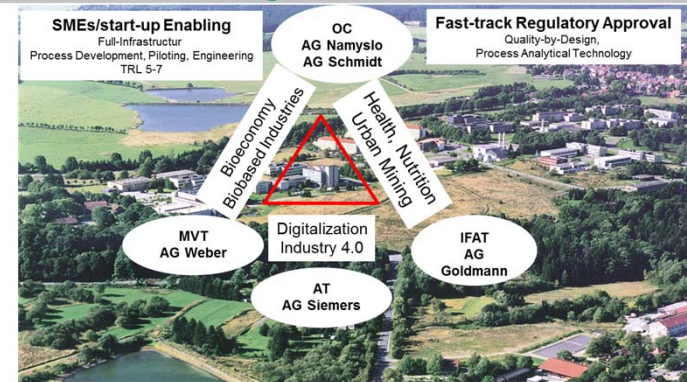 SMEs/start-up Enabling
Full-Infrastructur
Process Development, Piloting, Engineering
TRL 5-7
OC
AG Namyslo
AG Schmidt
Fast-track Regulatory Approval
Quality-by-Design,
Process Analytical Technology
Bioeconomy
Biobased Industries
Health, Nutrition
Urban Mining
MVT
AG Weber
Digitalization
Industry 4.0
IFAT
AG
Goldmann
AT
AG Siemers